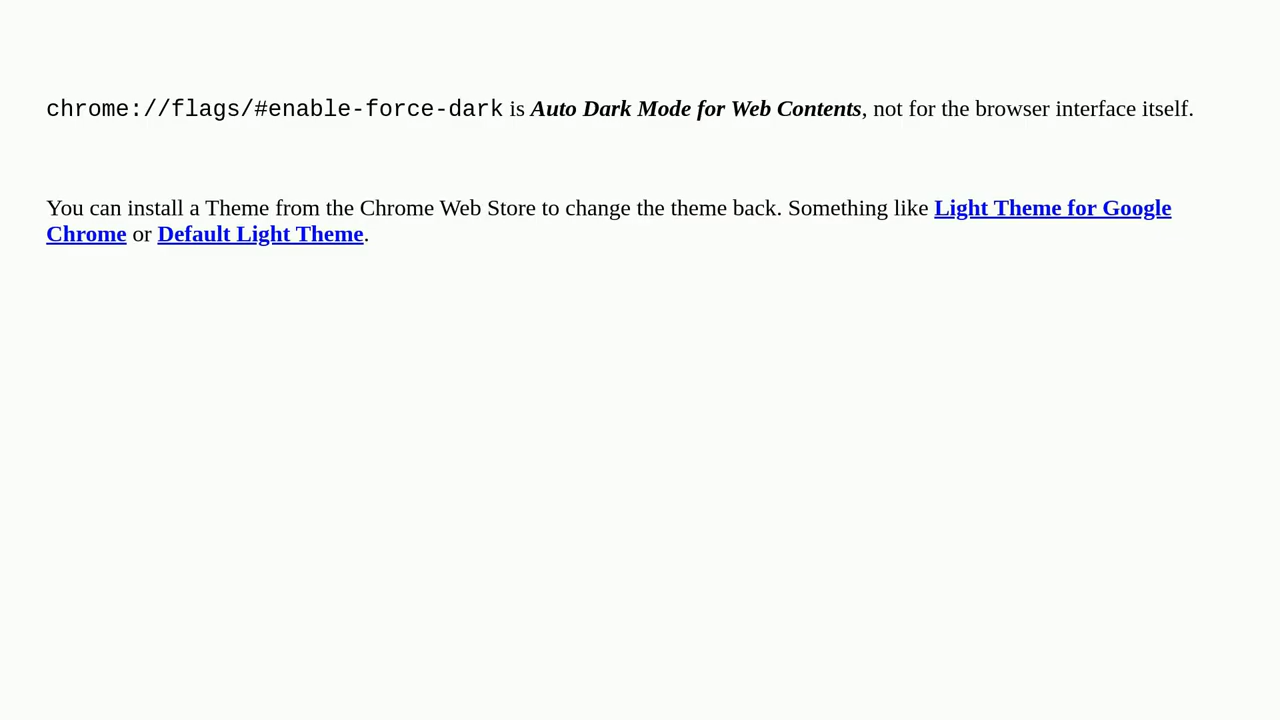 chrome://flags/#enable-force-dark is Auto Dark Mode for Web Contents, not for the browser interface itself.
You can install a Theme from the Chrome Web Store to change the theme back. Something like Light Theme for Google
Chrome or Default Light Theme.